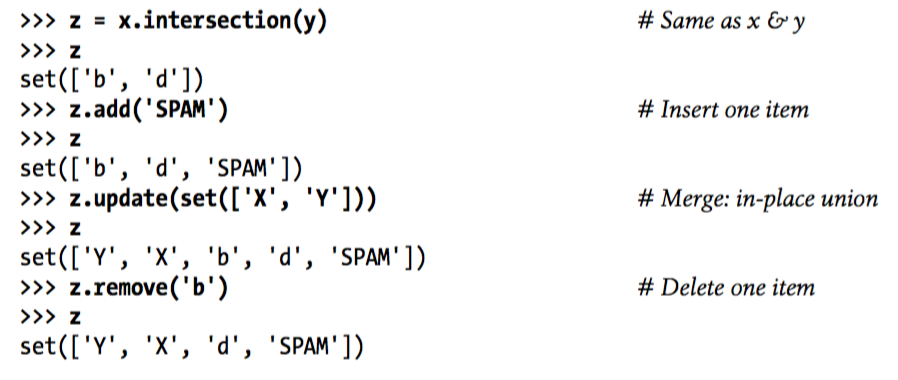 >>> z = x.intersection(y) # Same as x & y
>>> z
set(['b', 'd'])
>>> z.add('SPAM') # Insert one item
>>> z
set(['b', 'd', 'SPAM'])
>>> z.update(set(['X', 'Y'])) # Merge: in-place union
>>> z
set(['Y', 'X', 'b', 'd', 'SPAM'])
>>> z.remove('b') # Delete one item
>>> z
set(['Y', 'X', 'd', 'SPAM'])